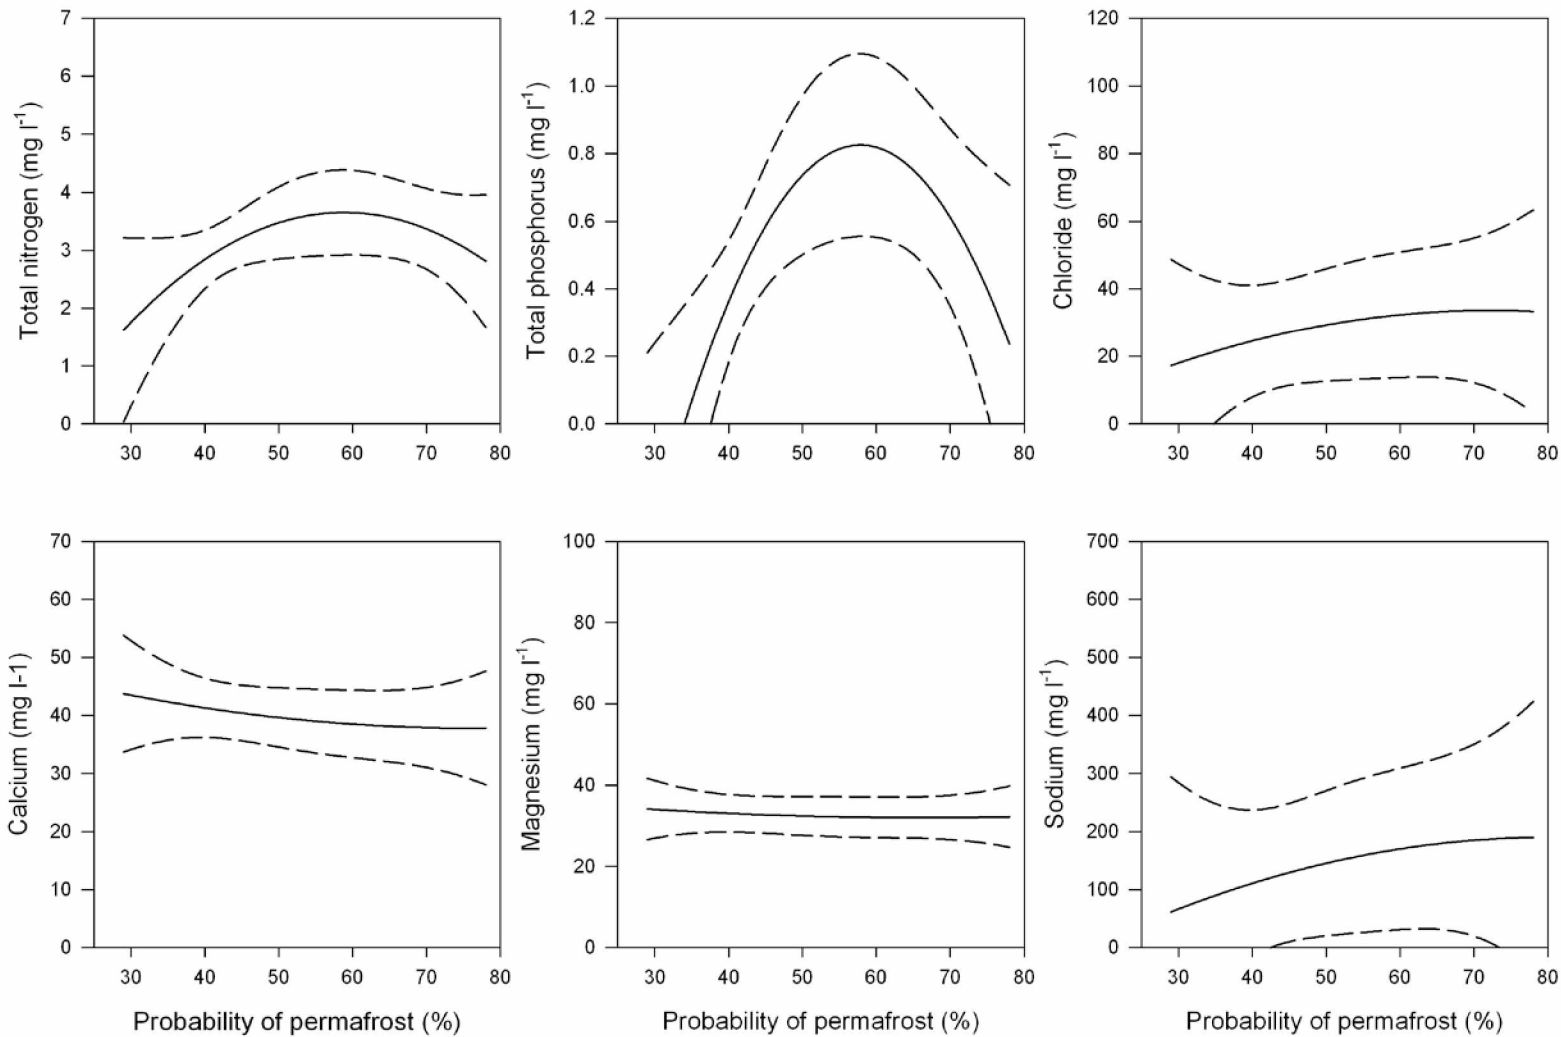 Total nitrogen (mg l-1)
7
6
5
4
3
2
1
0
30 40 50 60 70 80
Total phosphorus (mg l-1)
1.2
1.0
0.8
0.6
0.4
0.2
0.0
30 40 50 60 70 80
Chloride (mg l-1)
120
100
80
60
40
20
0
30 40 50 60 70 80
Calcium (mg l-1)
70
60
50
40
30
20
10
0
30 40 50 60 70 80
Probability of permafrost (%)
Magnesium (mg l-1)
100
80
60
40
20
0
30 40 50 60 70 80
Probability of permafrost (%)
Sodium (mg l-1)
700
600
500
400
300
200
100
0
30 40 50 60 70 80
Probability of permafrost (%)